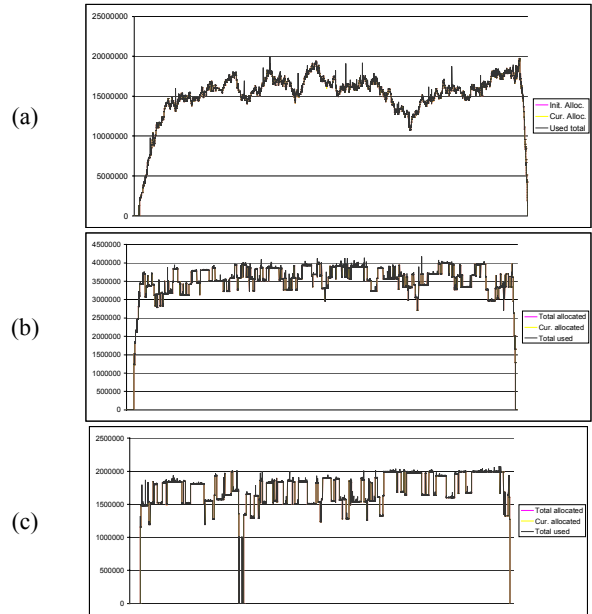 (a)
25000000
20000000
15000000
10000000
5000000
0
Init. Alloc.
Cur. Alloc.
Used total
(b)
4500000
4000000
3500000
3000000
2500000
2000000
1500000
1000000
500000
0
Total allocated
Cur. allocated
Total used
(c)
2500000
2000000
1500000
1000000
500000
0
Total allocated
Cur. allocated
Total used